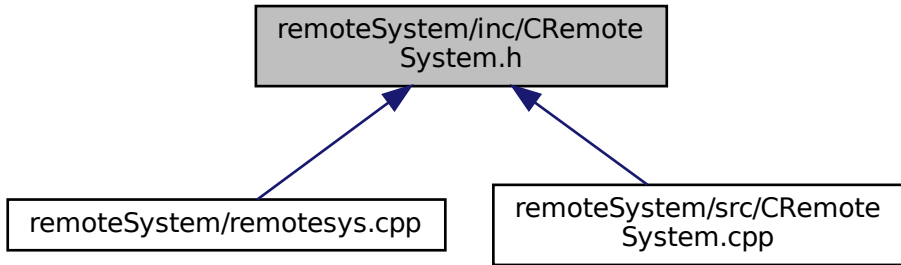 remoteSystem/inc/CRemote
System.h
remoteSystem/remotesys.cpp
remoteSystem/src/CRemote
System.cpp